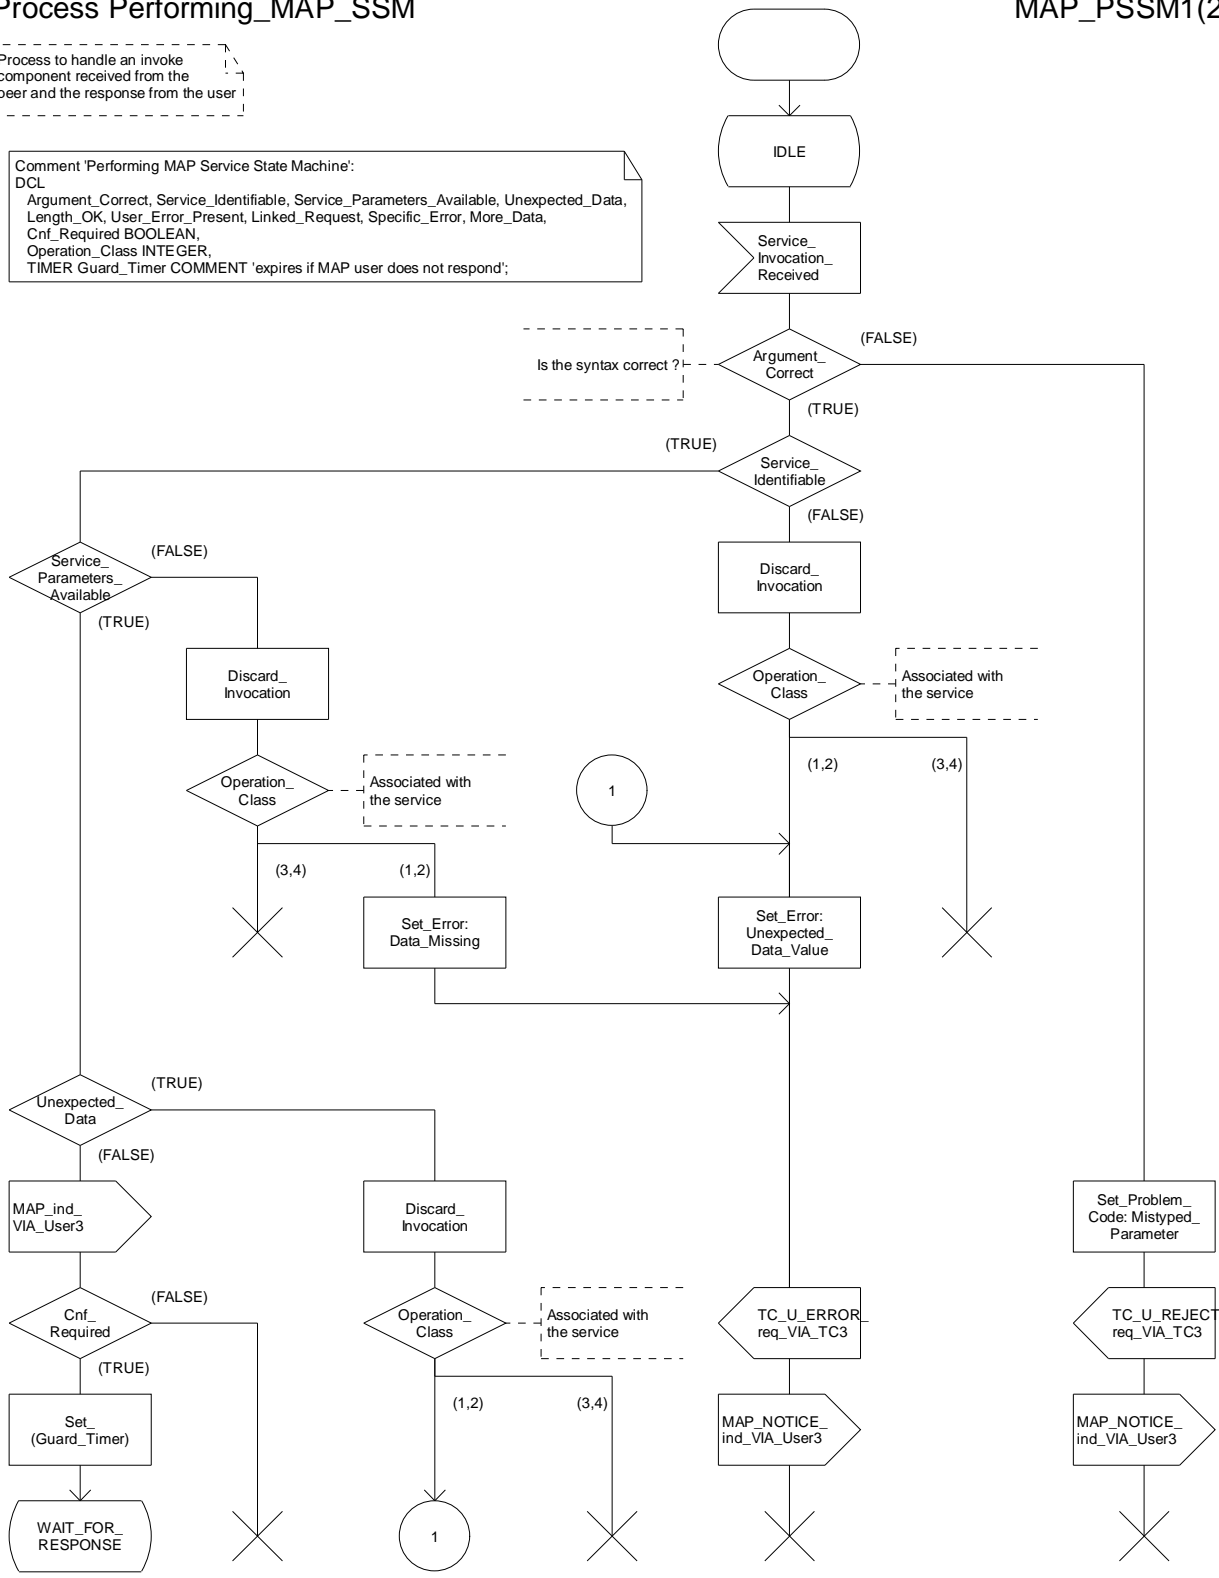 Process Performing_MAP_SSM
MAP_PSSM1(2
Process to handle an invoke
component received from the
peer and the response from the user
IDLE
Comment 'Performing MAP Service State Machine':
DCL
Argument_Correct, Service_Identifiable, Service_Parameters_Available, Unexpected_Data,
Length_OK, User_Error_Present, Linked_Request, Specific_Error, More_Data,
Cnf_Required BOOLEAN,
Operation_Class INTEGER,
TIMER Guard_Timer COMMENT 'expires if MAP user does not respond';
Service_
Invocation_
Received
Is the syntax correct ?
Argument_
Correct
(FALSE)
(TRUE)
(TRUE)
Service_
Identifiable
(FALSE)
Service_
Parameters_
Available
(FALSE)
(TRUE)
Discard_
Invocation
Discard_
Invocation
Operation_
Class
Associated with
the service
Operation_
Class
Associated with
the service
1
(1,2)
(3,4)
(3,4)
(1,2)
Set_Error:
Data_Missing
Set_Error:
Unexpected_
Data_Value
Unexpected_
Data
(TRUE)
(FALSE)
MAP_ind_
VIA_User3
Discard_
Invocation
Set_Problem_
Code: Mistyped_
Parameter
Cnf_
Required
(FALSE)
(TRUE)
Operation_
Class
Associated with
the service
TC_U_ERROR_
req_VIA_TC3
TC_U_REJECT
req_VIA_TC3
Set_
(Guard_Timer)
(1,2)
(3,4)
MAP_NOTICE_
ind_VIA_User3
MAP_NOTICE_
ind_VIA_User3
WAIT_FOR_
RESPONSE
1